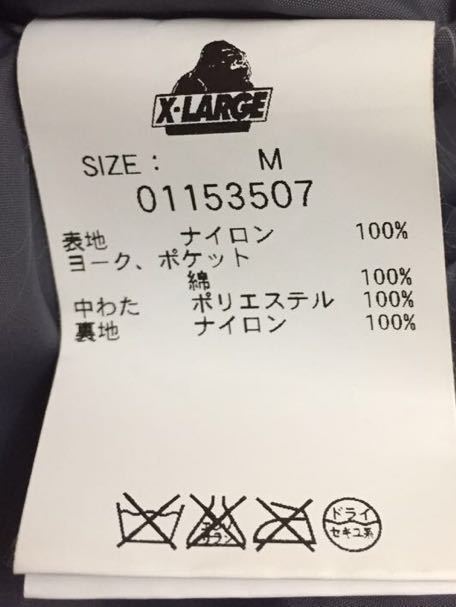 X-LARGE
SIZE : M
01153507
表地 ナイロン 100%
ヨーク、ポケット
綿 100%
中わた ポリエステル 100%
裏地 ナイロン 100%
ドライ
セキユ系